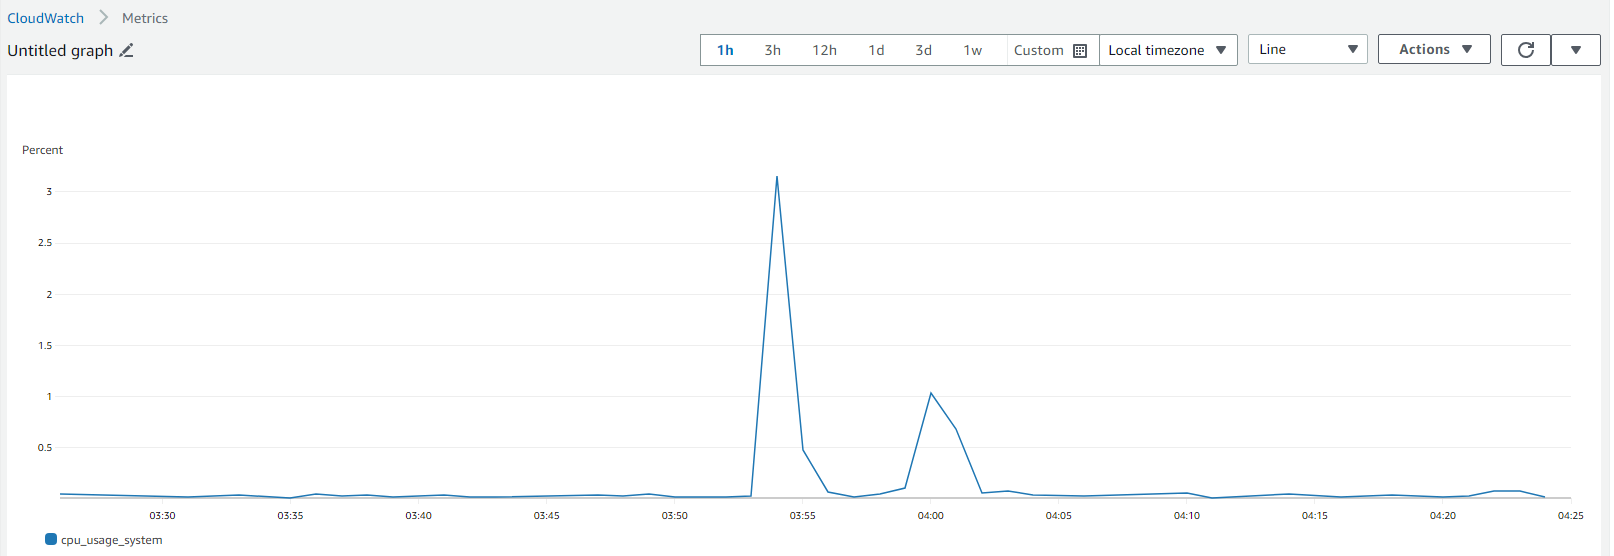 CloudWatch Metrics
Untitled graph
1h 3h 12h 1d 3d 1w Custom Local timezone Line Actions
Percent
3
2.5
2
1.5
1
0.5
03:30 03:35 03:40 03:45 03:50 03:55 04:00 04:05 04:10 04:15 04:20 04:25
cpu_usage_system